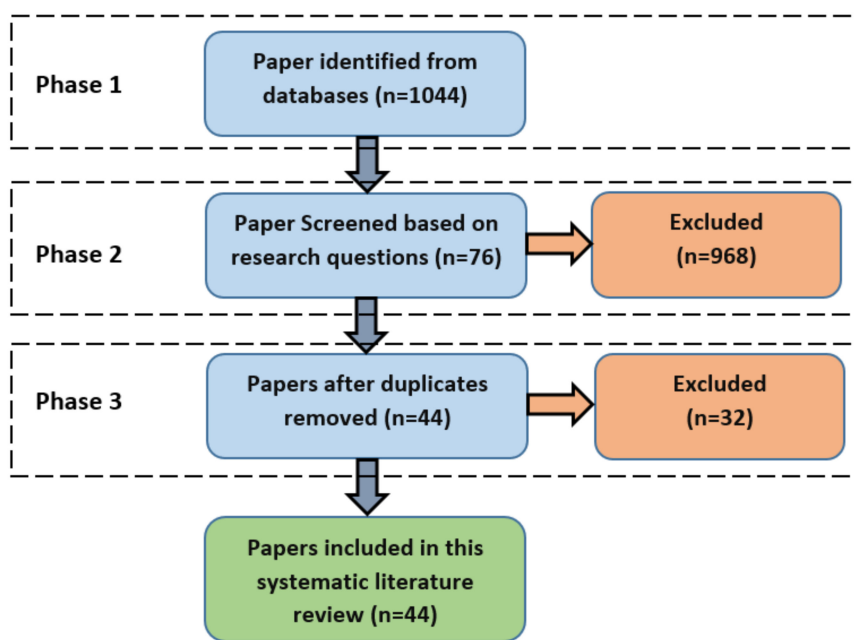 Phase 1
Paper identified from
databases (n=1044)
Phase 2
Paper Screened based on
research questions (n=76)
Excluded
(n=968)
Phase 3
Papers after duplicates
removed (n=44)
Excluded
(n=32)
Papers included in this
systematic literature
review (n=44)